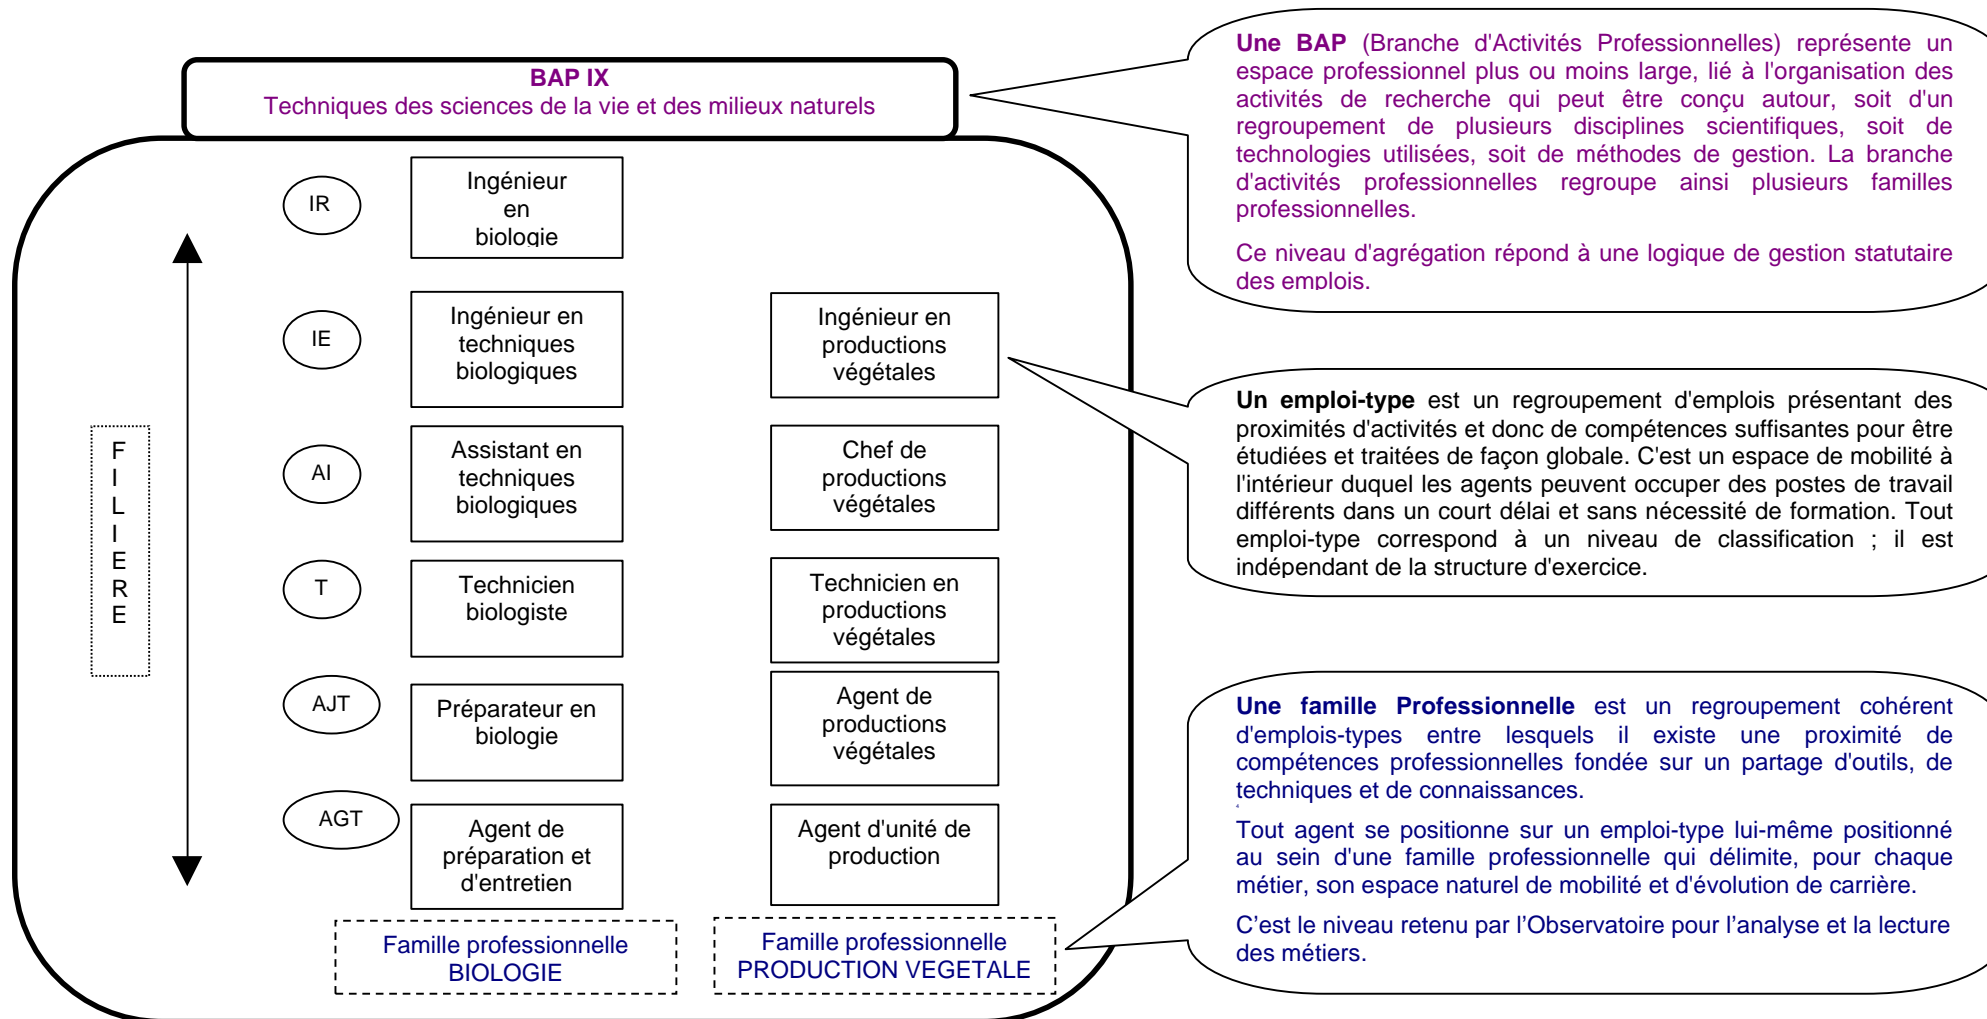 BAP IX
Techniques des sciences de la vie et des milieux naturels
FILIERE
IR
Ingénieur
en
biologie
IE
Ingénieur en
techniques
biologiques
Ingénieur en
productions
végétales
AI
Assistant en
techniques
biologiques
Chef de
productions
végétales
T
Technicien
biologiste
Technicien en
productions
végétales
AJT
Préparateur en
biologie
Agent de
productions
végétales
AGT
Agent de
préparation et
d'entretien
Agent d'unité de
production
Famille professionnelle
BIOLOGIE
Famille professionnelle
PRODUCTION VEGETALE
Une BAP (Branche d'Activités Professionnelles) représente un
espace professionnel plus ou moins large, lié à l'organisation des
activités de recherche qui peut être conçu autour, soit d'un
regroupement de plusieurs disciplines scientifiques, soit de
technologies utilisées, soit de méthodes de gestion. La branche
d'activités professionnelles regroupe ainsi plusieurs familles
professionnelles.
Ce niveau d'agrégation répond à une logique de gestion statutaire
des emplois.
Un emploi-type est un regroupement d'emplois présentant des
proximités d'activités et donc de compétences suffisantes pour être
étudiées et traitées de façon globale. C'est un espace de mobilité à
l'intérieur duquel les agents peuvent occuper des postes de travail
différents dans un court délai et sans nécessité de formation. Tout
emploi-type correspond à un niveau de classification ; il est
indépendant de la structure d'exercice.
Une famille Professionnelle est un regroupement cohérent
d'emplois-types entre lesquels il existe une proximité de
compétences professionnelles fondée sur un partage d'outils, de
techniques et de connaissances.
Tout agent se positionne sur un emploi-type lui-même positionné
au sein d'une famille professionnelle qui délimite, pour chaque
métier, son espace naturel de mobilité et d'évolution de carrière.
C'est le niveau retenu par l'Observatoire pour l'analyse et la lecture
des métiers.